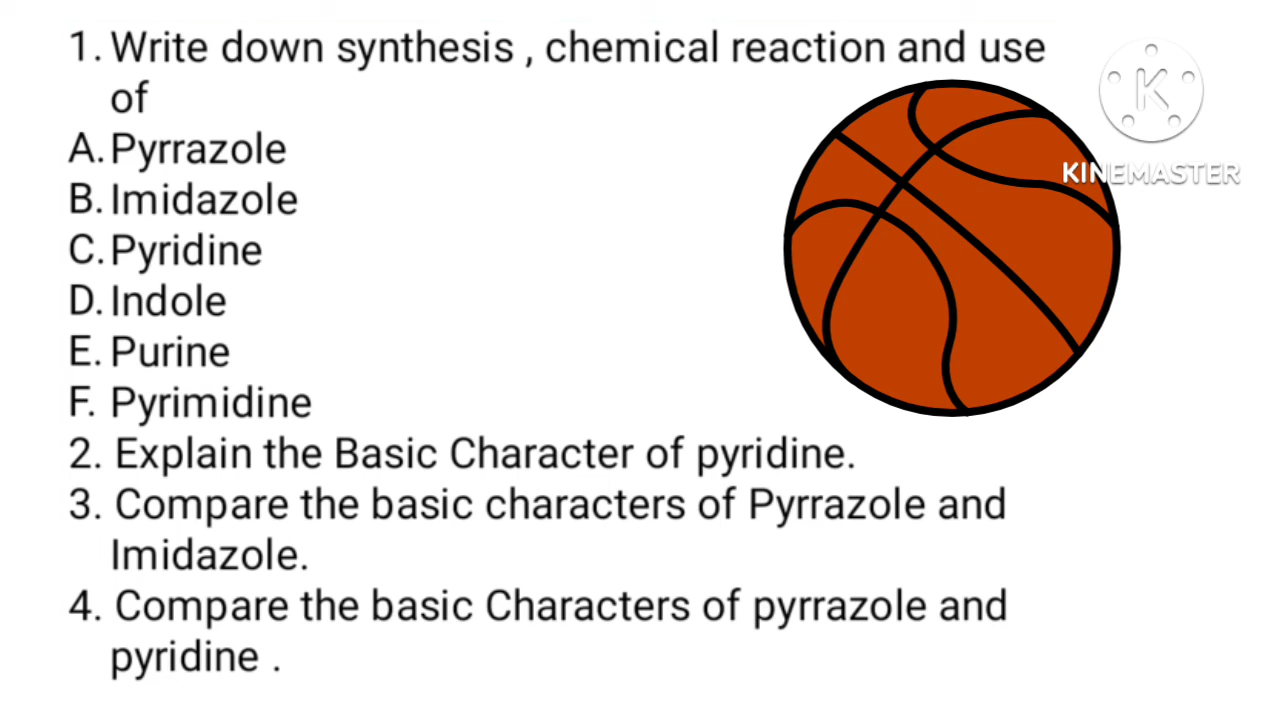 1. Write down synthesis , chemical reaction and use
of
A. Pyrrazole
B. Imidazole
C. Pyridine
D. Indole
E. Purine
F. Pyrimidine
2. Explain the Basic Character of pyridine.
3. Compare the basic characters of Pyrrazole and
Imidazole.
4. Compare the basic Characters of pyrrazole and
pyridine .
K
KINEMASTER